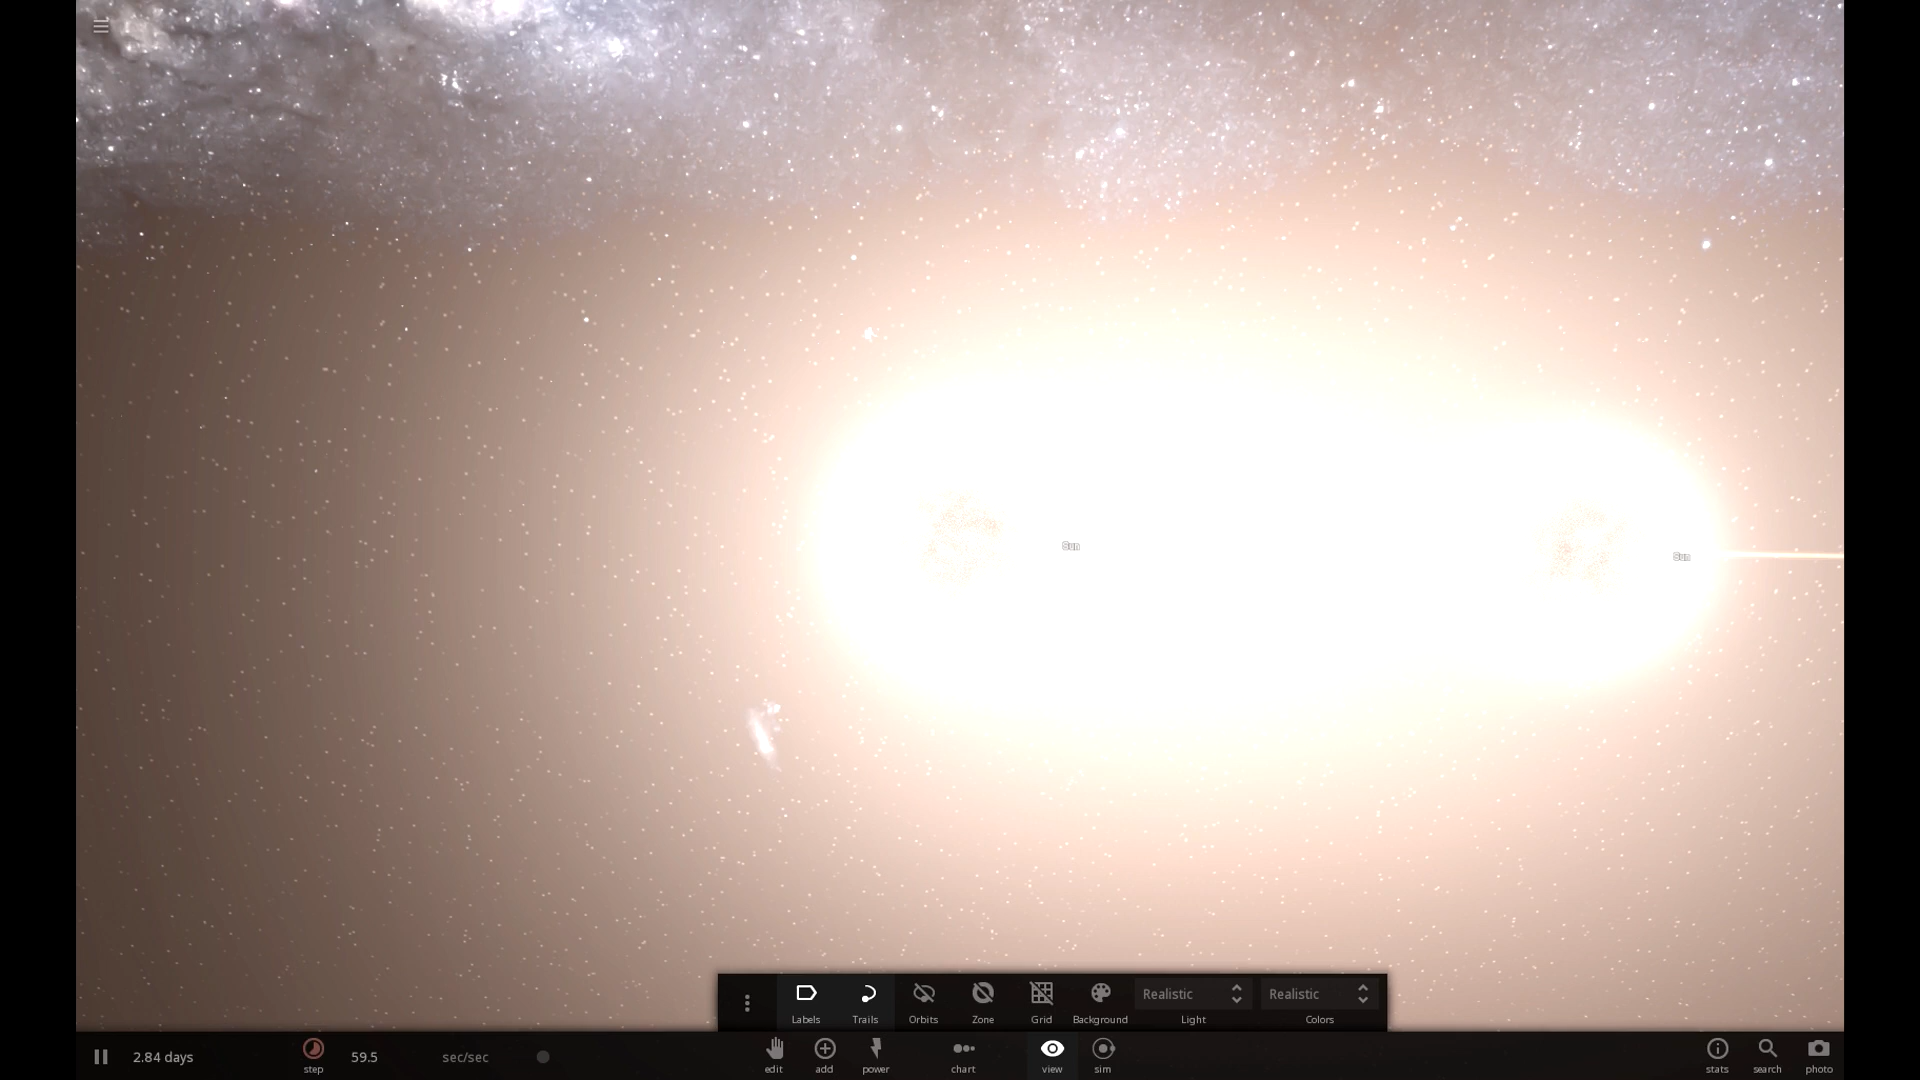 Sun
Sun
Realistic
Realistic
Labels
Trails
Orbits
Zone
Grid
Background
Light
Colors
2.84 days
59.5
sec/sec
step
edit
add
power
chart
view
sim
stats
search
photo